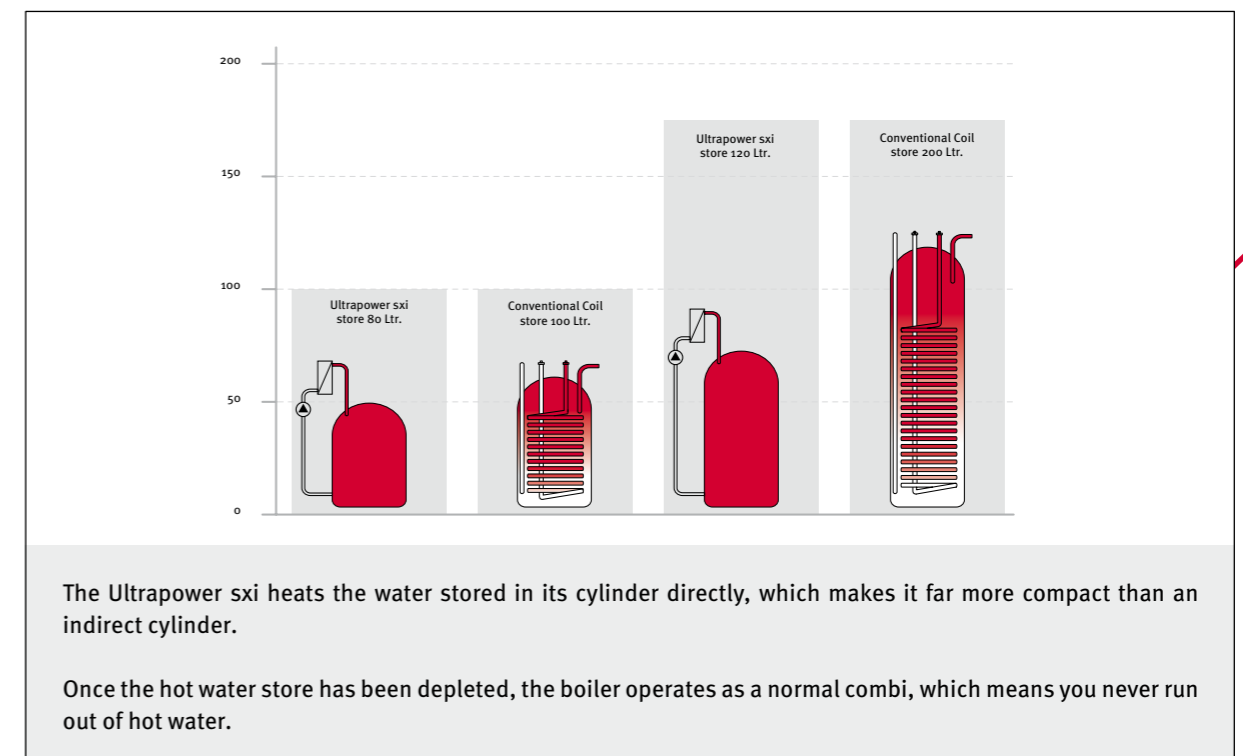 200
150
100
50
0
Ultrapower sxi
store 80 Ltr.
Conventional Coil
store 100 Ltr.
Ultrapower sxi
store 120 Ltr.
Conventional Coil
store 200 Ltr.
The Ultrapower sxi heats the water stored in its cylinder directly, which makes it far more compact than an
indirect cylinder.
Once the hot water store has been depleted, the boiler operates as a normal combi, which means you never run
out of hot water.